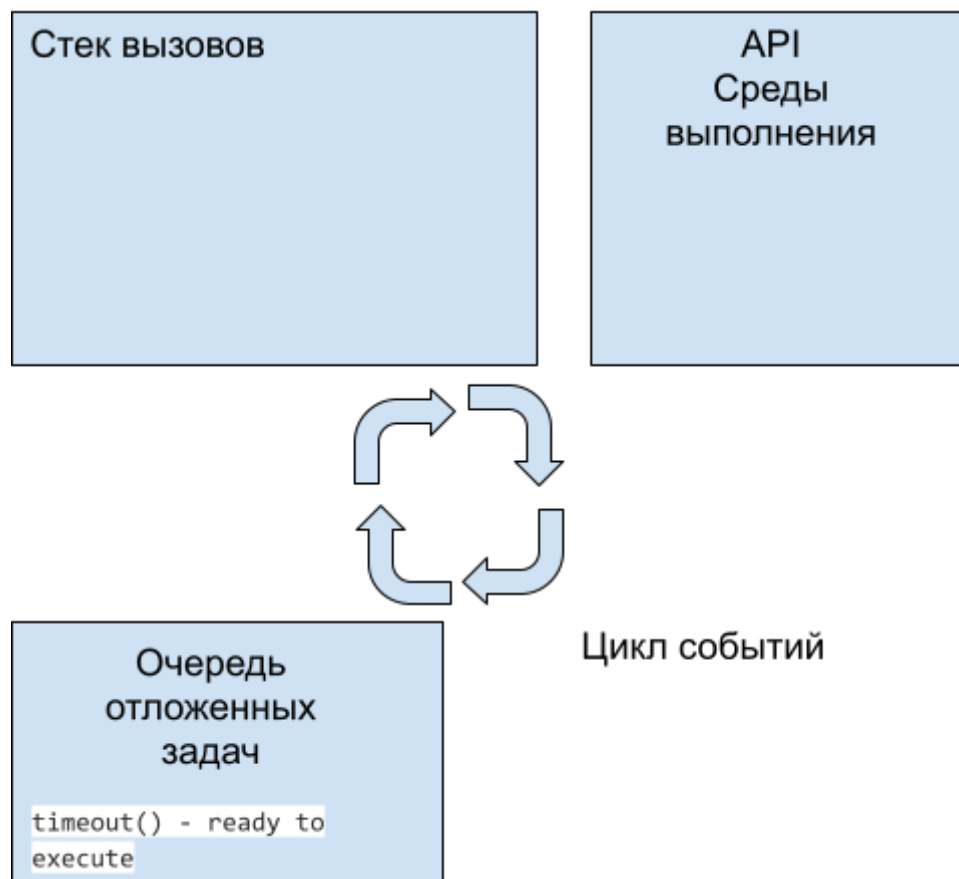 Стек вызовов
API
Среды
выполнения
Цикл событий
Очередь
отложенных
задач
timeout() - ready to
execute